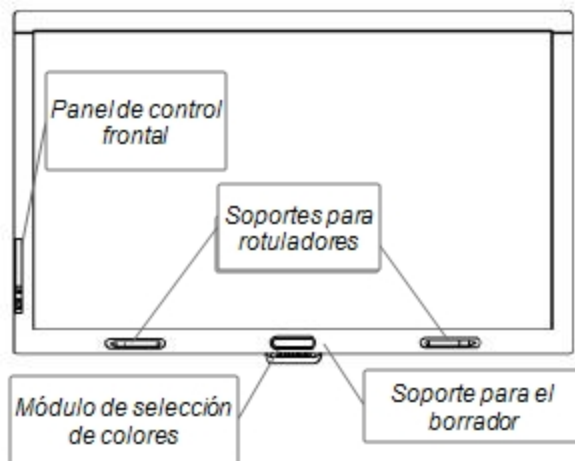 Panel de control
frontal
Soportes para
rotuladores
Módulo de selección
de colores
Soporte para el
borrador